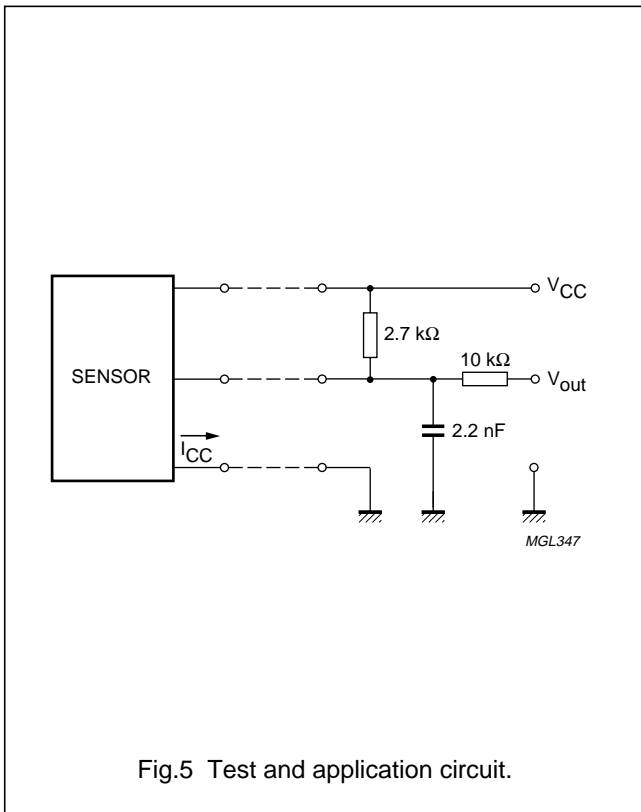 V_CC
2.7 kΩ
SENSOR
10 kΩ
V_out
2.2 nF
I_CC
MGL347
Fig.5 Test and application circuit.